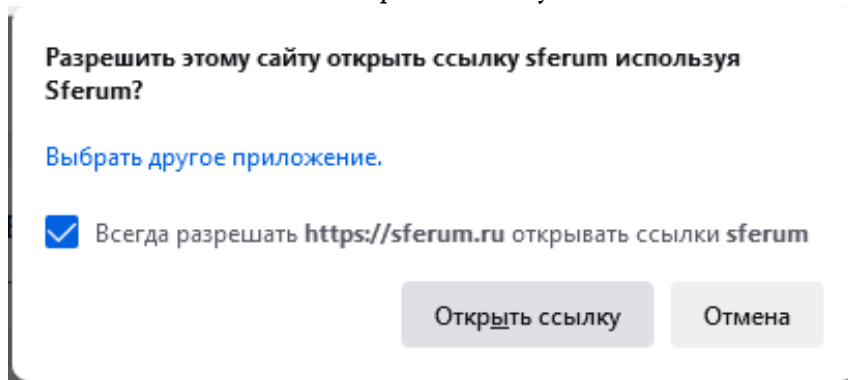 Разрешить этому сайту открыть ссылку sferum используя
Sferum?
Выбрать другое приложение.
Всегда разрешать https://sferum.ru открывать ссылки sferum
Открыть ссылку
Отмена